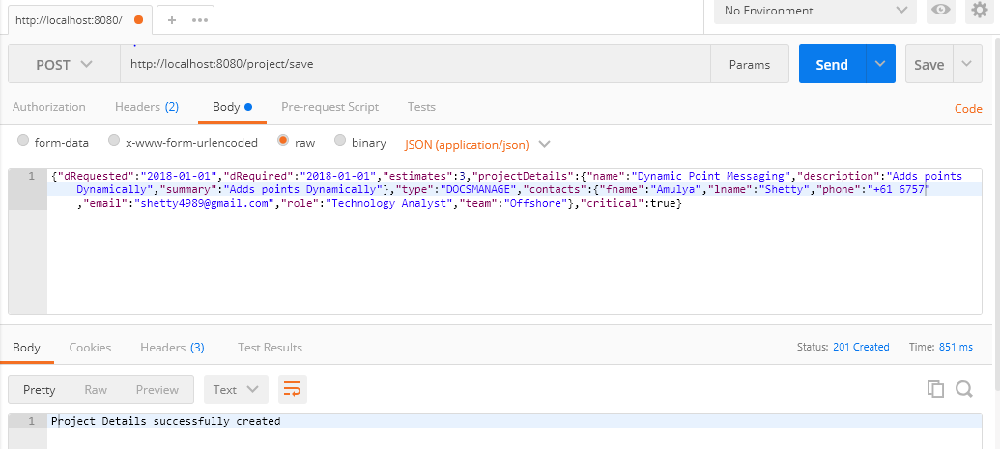 http://localhost:8080/
No Environment
POST
http://localhost:8080/project/save
Params
Send
Save
Authorization
Headers (2)
Body
Pre-request Script
Tests
Code
form-data
x-www-form-urlencoded
raw
binary
JSON (application/json)
1
{"dRequested":"2018-01-01","dRequired":"2018-01-01","estimates":3,"projectDetails":{"name":"Dynamic Point Messaging","description":"Adds points
Dynamically","summary":"Adds points Dynamically"},"type":"DOCSMANAGE","contacts":{"fname":"Amulya","lname":"Shetty","phone":"+61 6757"
,"email":"shetty4989@gmail.com","role":"Technology Analyst","team":"Offshore"},"critical":true}
Body
Cookies
Headers (3)
Test Results
Status: 201 Created
Time: 851 ms
Pretty
Raw
Preview
Text
1
Project Details successfully created